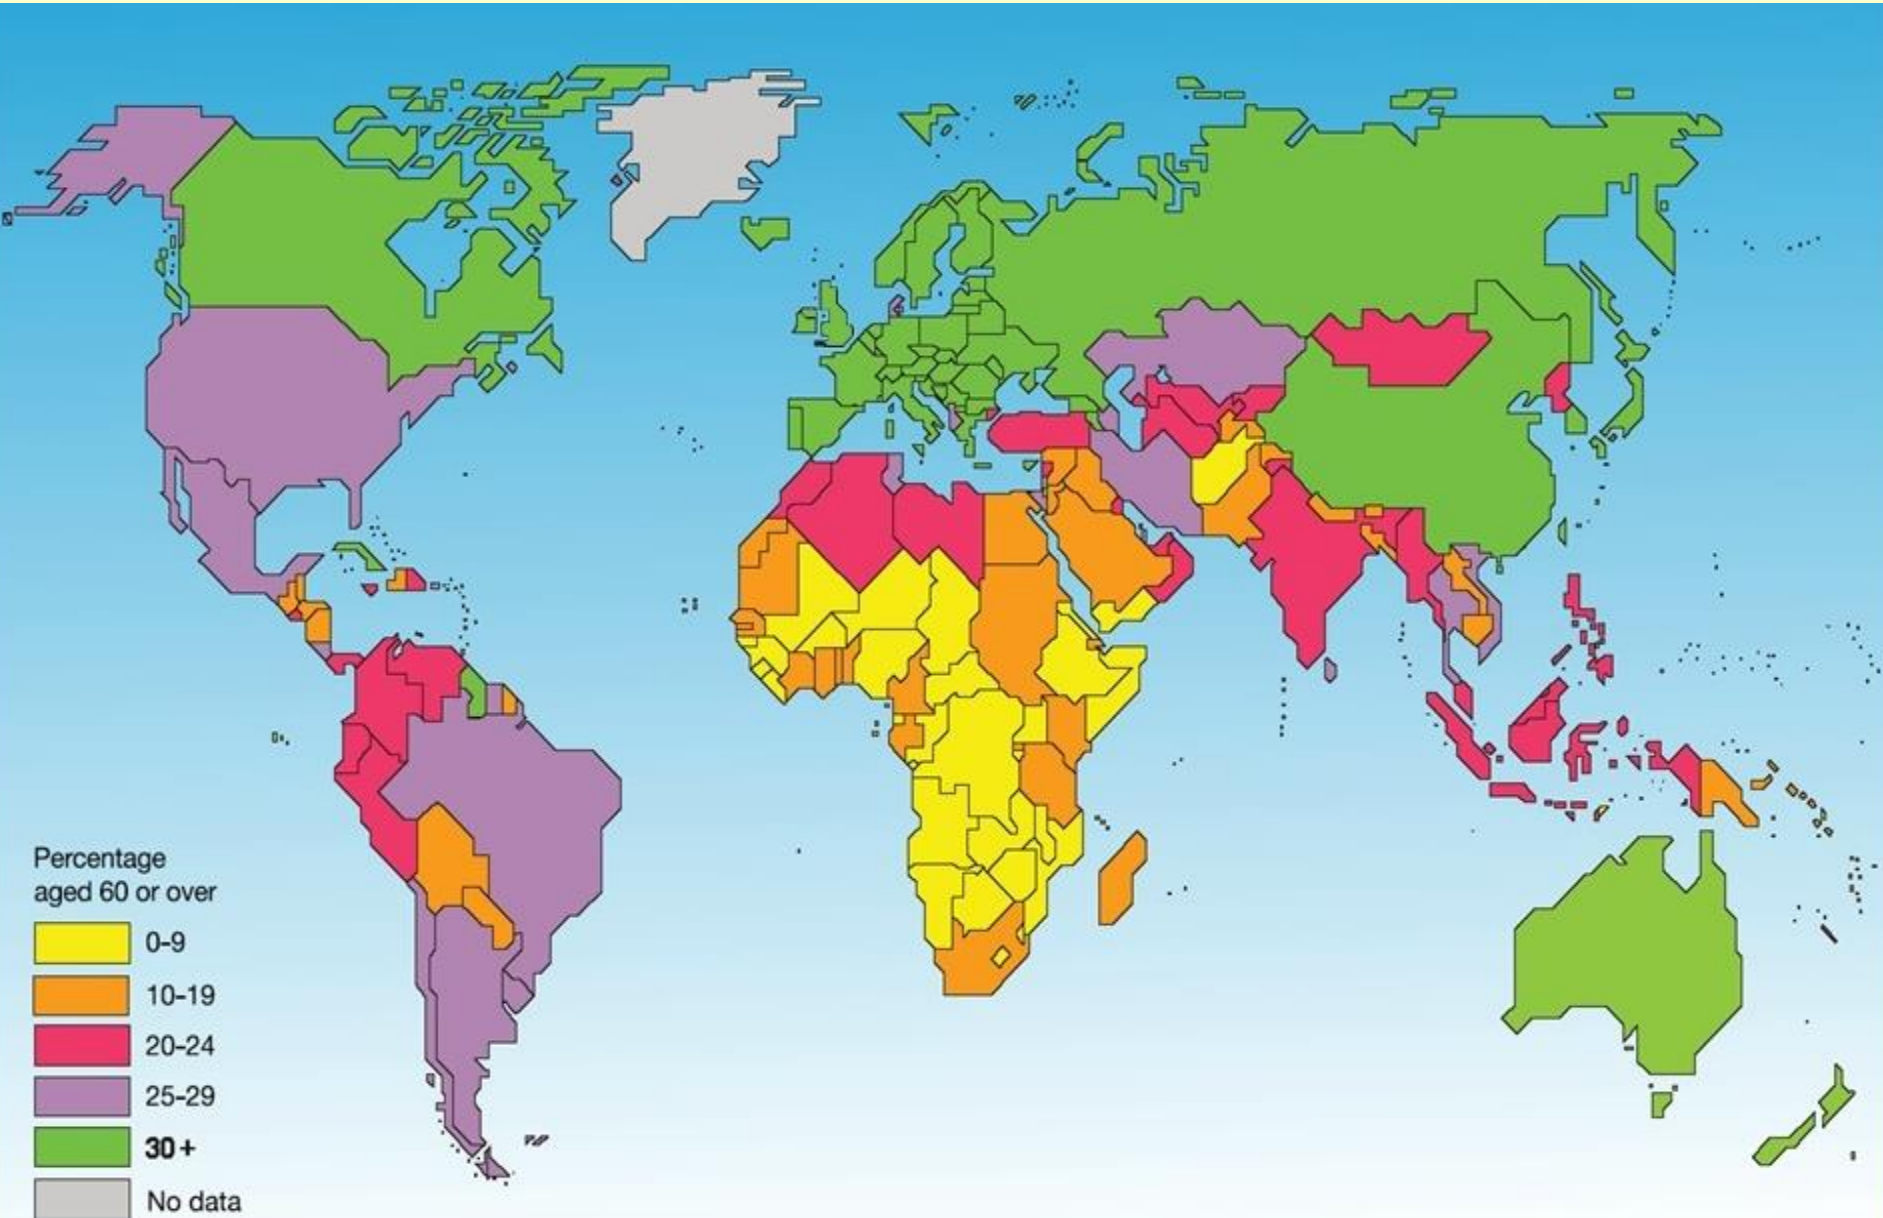 Percentage
aged 60 or over
0–9
10–19
20–24
25–29
30+
No data